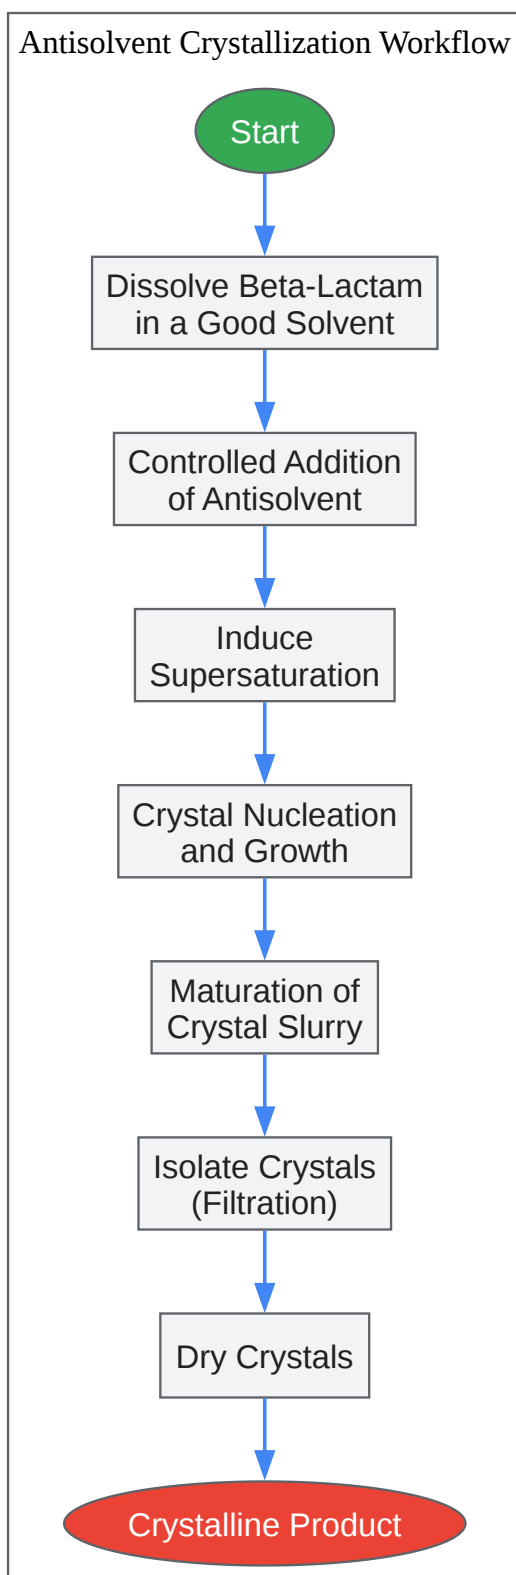 Antisolvent Crystallization Workflow
Start
Dissolve Beta-Lactam
in a Good Solvent
Controlled Addition
of Antisolvent
Induce
Supersaturation
Crystal Nucleation
and Growth
Maturation of
Crystal Slurry
Isolate Crystals
(Filtration)
Dry Crystals
Crystalline Product